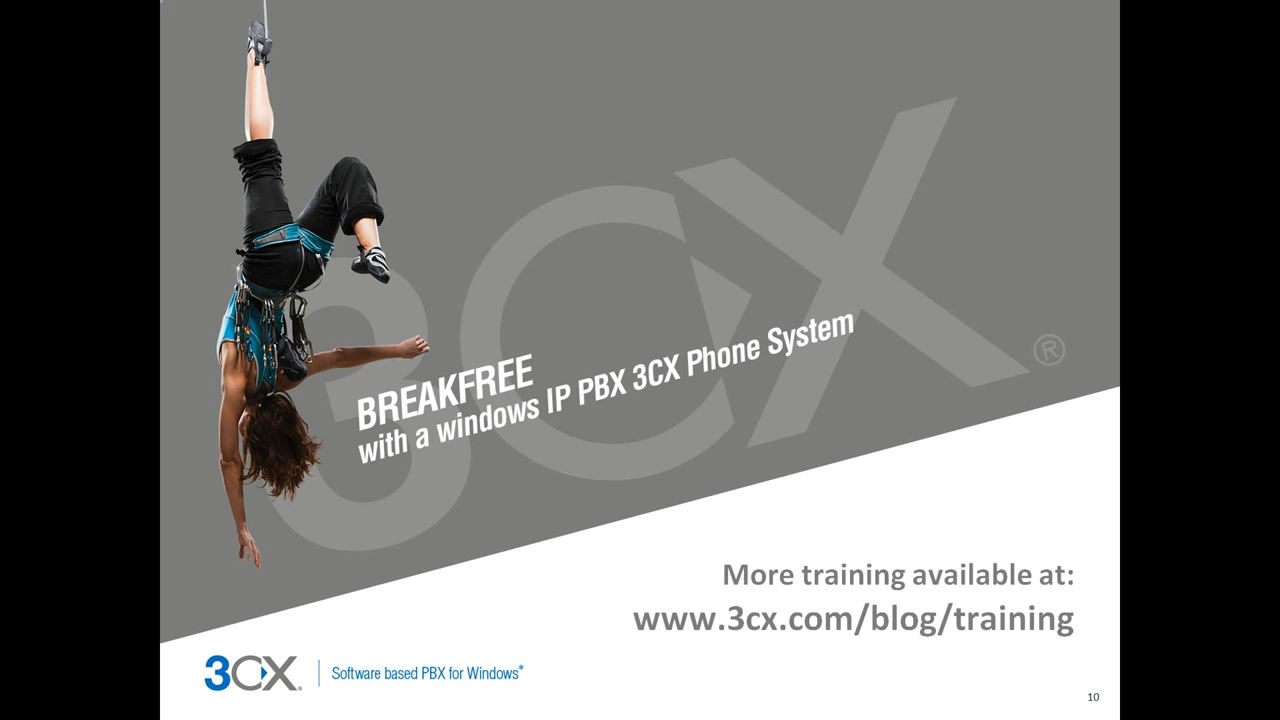 3CX®
BREAKFREE
with a windows IP PBX 3CX Phone System
More training available at:
www.3cx.com/blog/training
3CX® Software based PBX for Windows®
10